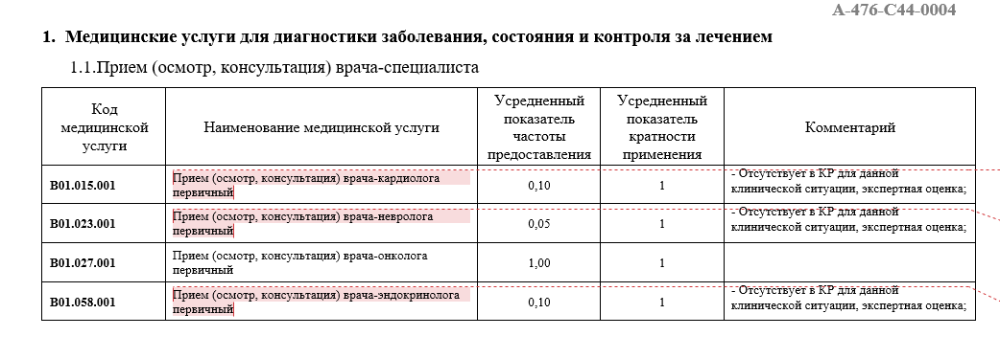 А-476-С44-0004
1. Медицинские услуги для диагностики заболевания, состояния и контроля за лечением
1.1.Прием (осмотр, консультация) врача-специалиста
Код
медицинской
услуги
Наименование медицинской услуги
Усредненный
показатель
частоты
предоставления
Усредненный
показатель
кратности
применения
Комментарий
B01.015.001
Прием (осмотр, консультация) врача-кардиолога
первичный
0,10
1
- Отсутствует в КР для данной
клинической ситуации, экспертная оценка;
B01.023.001
Прием (осмотр, консультация) врача-невролога
первичный
0,05
1
- Отсутствует в КР для данной
клинической ситуации, экспертная оценка;
B01.027.001
Прием (осмотр, консультация) врача-онколога
первичный
1,00
1
B01.058.001
Прием (осмотр, консультация) врача-эндокринолога
первичный
0,10
1
- Отсутствует в КР для данной
клинической ситуации, экспертная оценка;